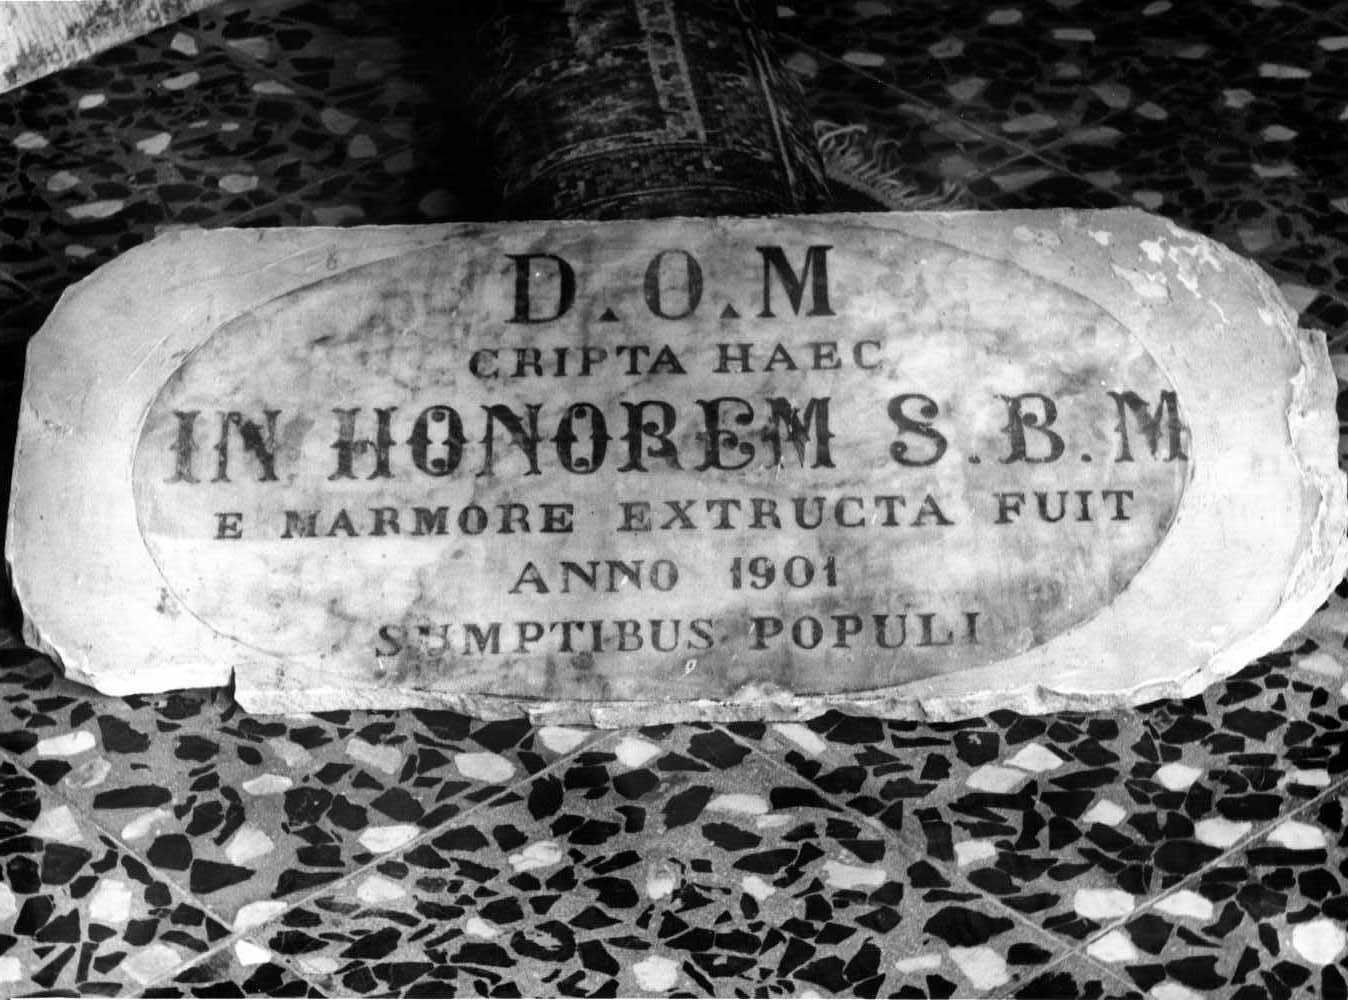 D.O.M
CRIPTA HAEC
IN HONOREM S.B.M
E MARMORE EXTRUCTA FUIT
ANNO 1901
SUMPTIBUS POPULI